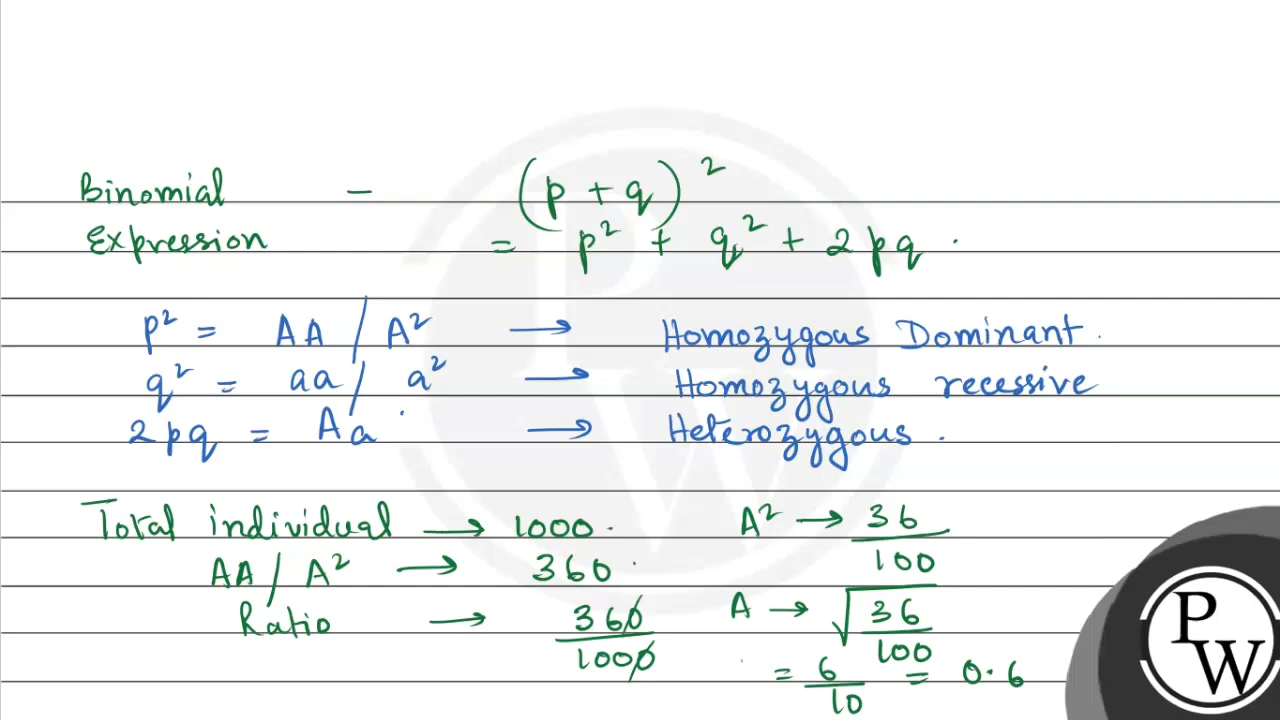 Binomial - (p + q)²
Expression = p² + q² + 2pq.
p² = AA / A² → Homozygous Dominant.
q² = aa / a² → Homozygous recessive
2pq = Aa → Heterozygous.
Total individual → 1000.
AA / A² → 360.
Ratio → 360/1000
A² → 36/100
A → √36/100
= 6/10 = 0.6
PW